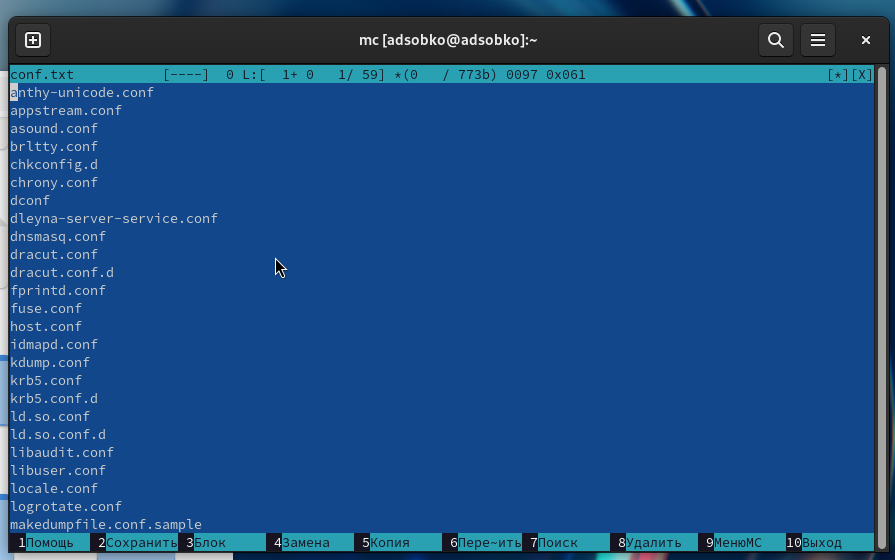 mc [adsobko@adsobko]:~
conf.txt [----] 0 L:[ 1+ 0 1/ 59] *(0 / 773b) 0097 0x061 [*][X]
anthy-unicode.conf
appstream.conf
asound.conf
brltty.conf
chkconfig.d
chrony.conf
dconf
dleyna-server-service.conf
dnsmasq.conf
dracut.conf
dracut.conf.d
fprintd.conf
fuse.conf
host.conf
idmapd.conf
kdump.conf
krb5.conf
krb5.conf.d
ld.so.conf
ld.so.conf.d
libaudit.conf
libuser.conf
locale.conf
logrotate.conf
makedumpfile.conf.sample
1Помощь 2Сохранить 3Блок 4Замена 5Копия 6Пере~ить 7Поиск 8Удалить 9МенюMC 10Выход